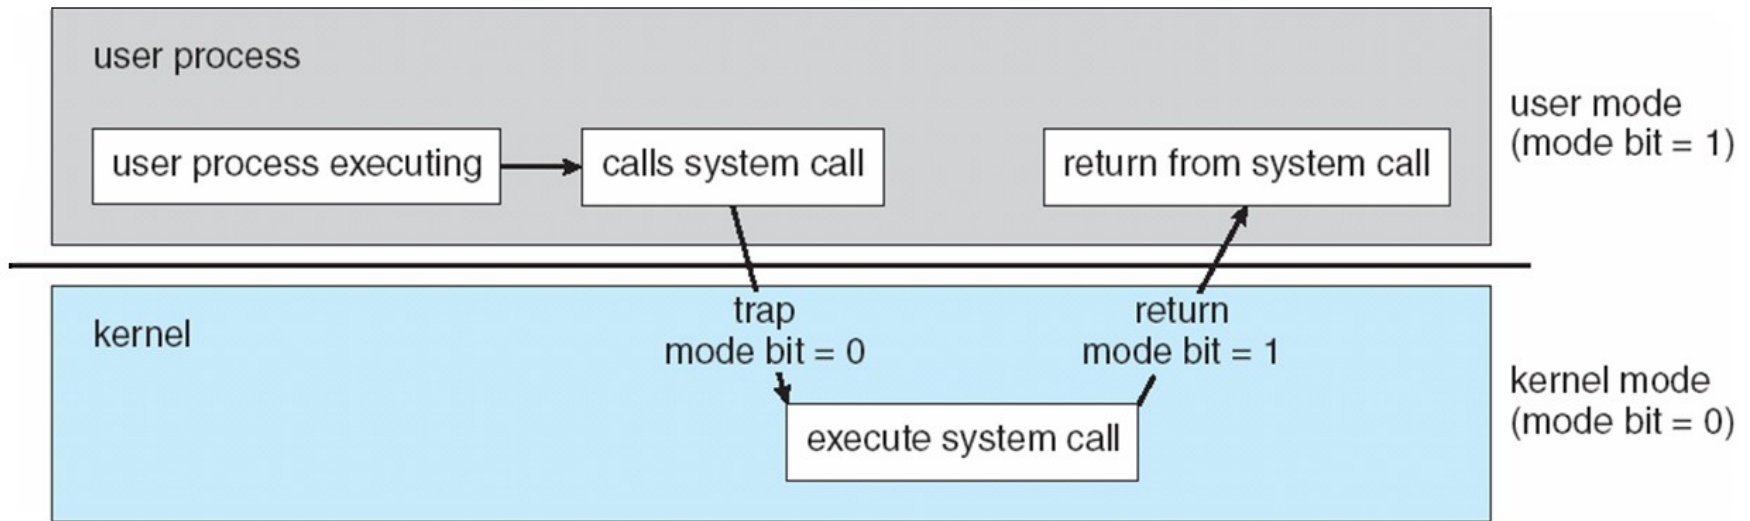 user process
user process executing
calls system call
return from system call
user mode
(mode bit = 1)
kernel
trap
mode bit = 0
return
mode bit = 1
execute system call
kernel mode
(mode bit = 0)